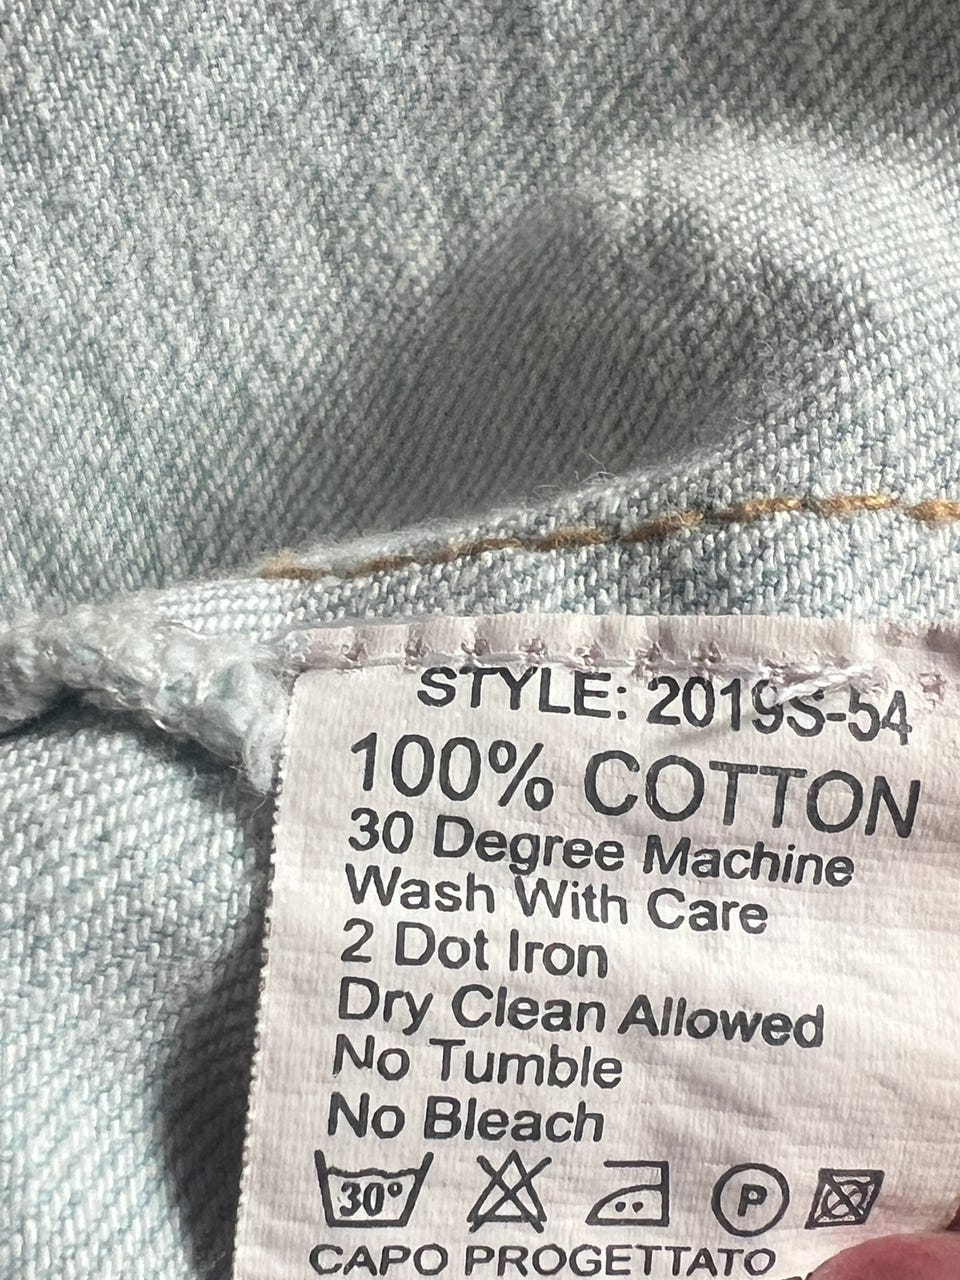 STYLE: 2019S-54
100% COTTON
30 Degree Machine
Wash With Care
2 Dot Iron
Dry Clean Allowed
No Tumble
No Bleach
30° P
CAPO PROGETTATO